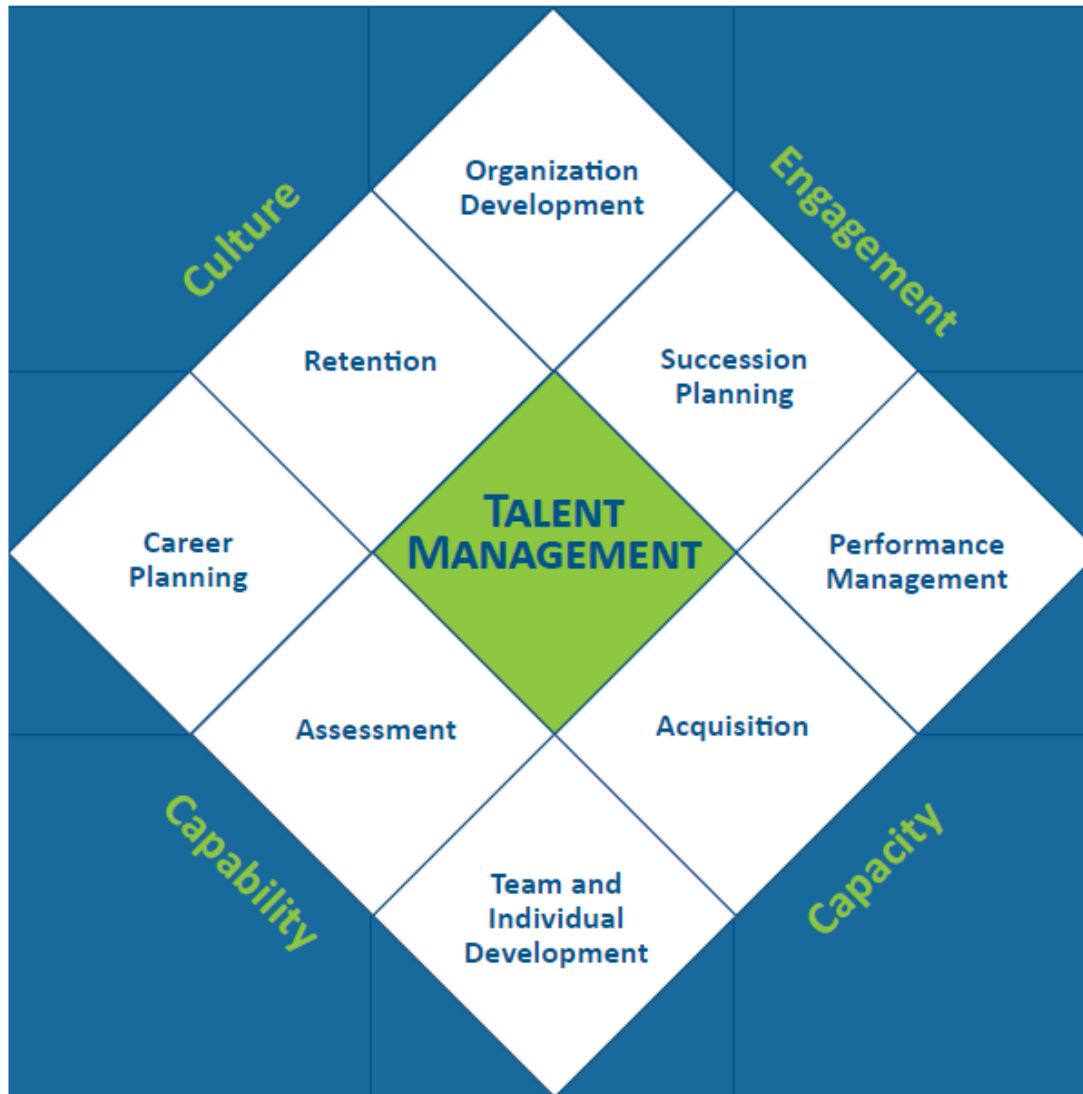 Organization
Development
Culture
Engagement
Retention
Succession
Planning
TALENT
MANAGEMENT
Career
Planning
Performance
Management
Assessment
Acquisition
Capability
Capacity
Team and
Individual
Development